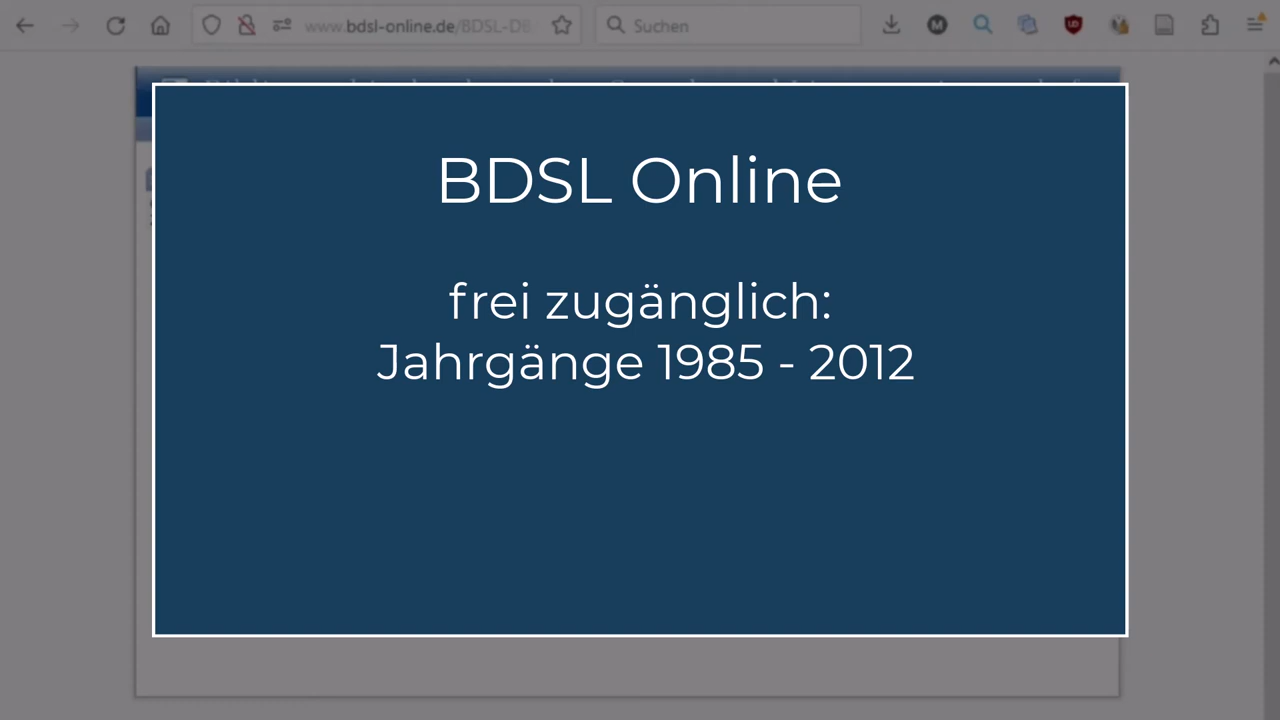 www.bdsl-online.de/BDSL-DB
Suchen
BDSL Online
frei zugänglich:
Jahrgänge 1985 - 2012